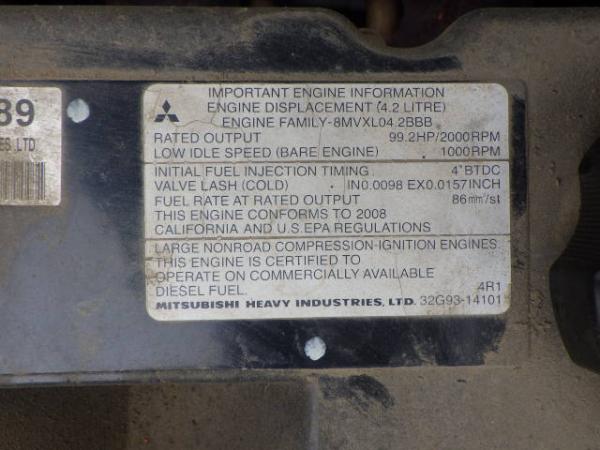 89
ES.,LTD
IMPORTANT ENGINE INFORMATION
ENGINE DISPLACEMENT (4.2 LITRE)
ENGINE FAMILY-8MVXL04.2BBB
RATED OUTPUT 99.2HP/2000RPM
LOW IDLE SPEED (BARE ENGINE) 1000RPM
INITIAL FUEL INJECTION TIMING 4°BTDC
VALVE LASH (COLD) IN0.0098 EX0.0157INCH
FUEL RATE AT RATED OUTPUT 86mm³/st
THIS ENGINE CONFORMS TO 2008
CALIFORNIA AND U.S EPA REGULATIONS
LARGE NONROAD COMPRESSION-IGNITION ENGINES.
THIS ENGINE IS CERTIFIED TO
OPERATE ON COMMERCIALLY AVAILABLE
DIESEL FUEL. 4R1
MITSUBISHI HEAVY INDUSTRIES, LTD. 32G93-14101